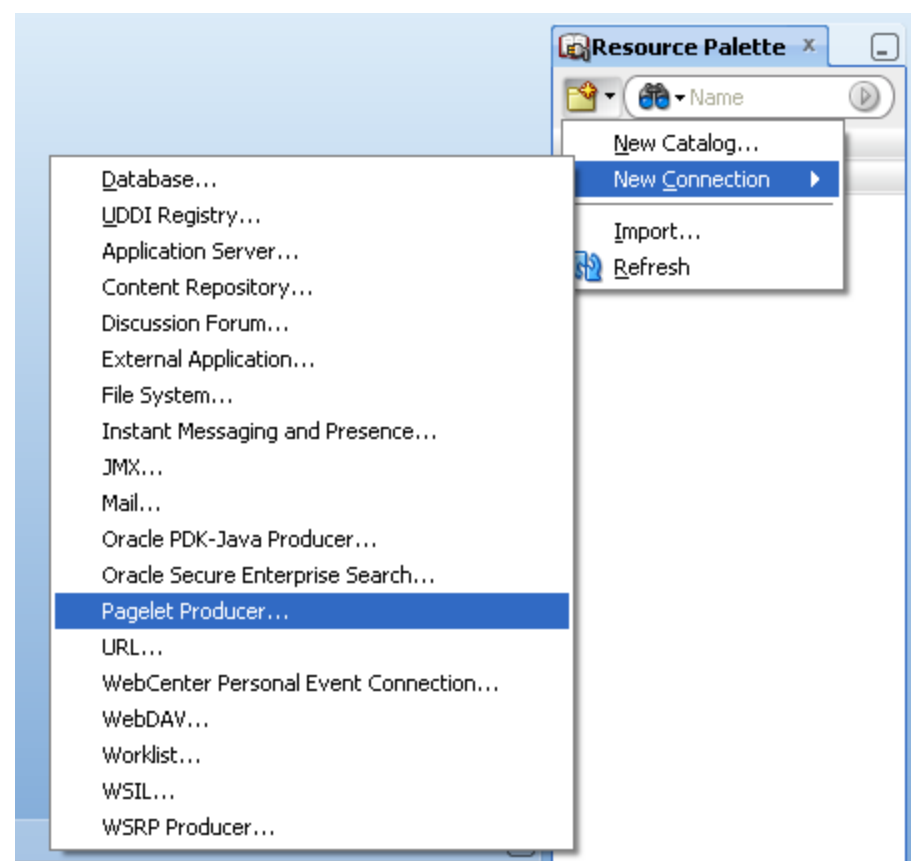 Resource Palette x
Name
New Catalog...
New Connection
Import...
Refresh
Database...
UDDI Registry...
Application Server...
Content Repository...
Discussion Forum...
External Application...
File System...
Instant Messaging and Presence...
JMX...
Mail...
Oracle PDK-Java Producer...
Oracle Secure Enterprise Search...
Pagelet Producer...
URL...
WebCenter Personal Event Connection...
WebDAV...
Worklist...
WSIL...
WSRP Producer...